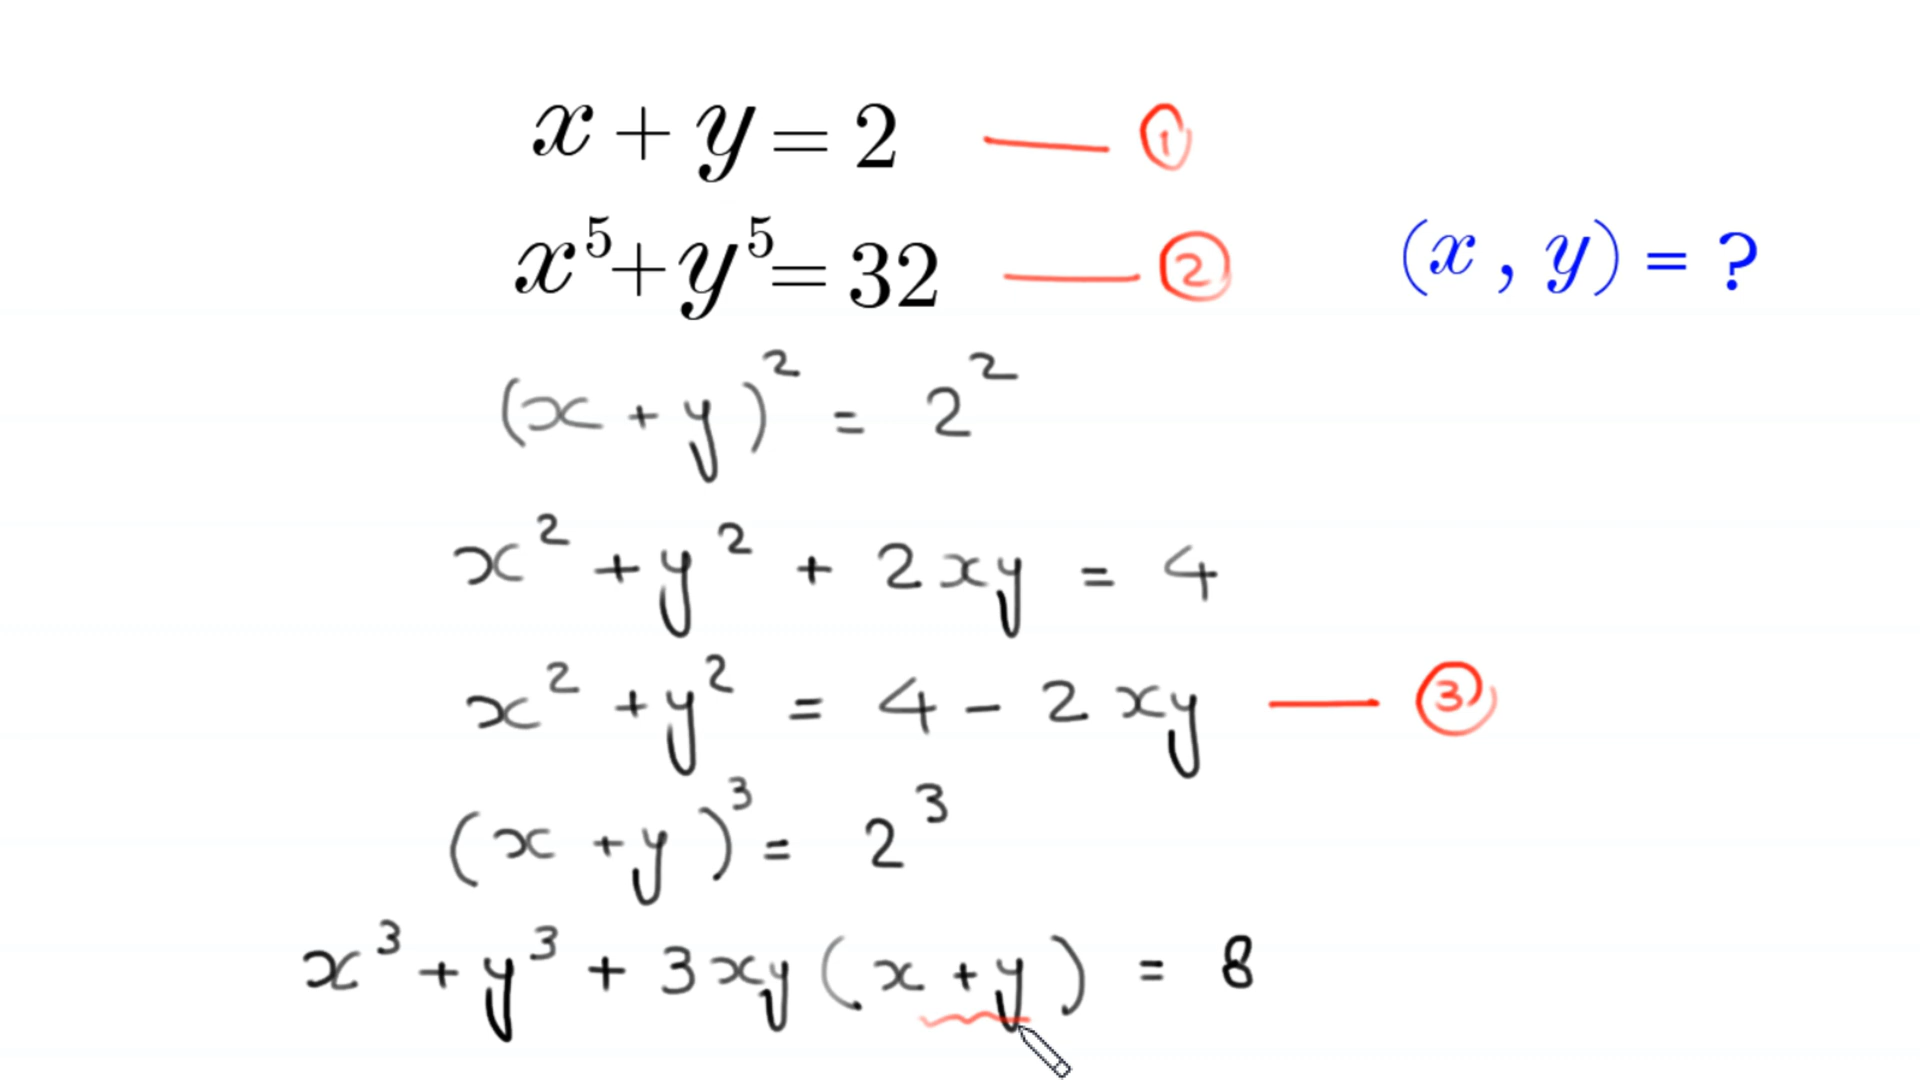 x + y = 2 — ①
x⁵ + y⁵ = 32 — ②
(x , y) = ?
(x + y)² = 2²
x² + y² + 2xy = 4
x² + y² = 4 - 2xy — ③
(x + y)³ = 2³
x³ + y³ + 3xy(x + y) = 8